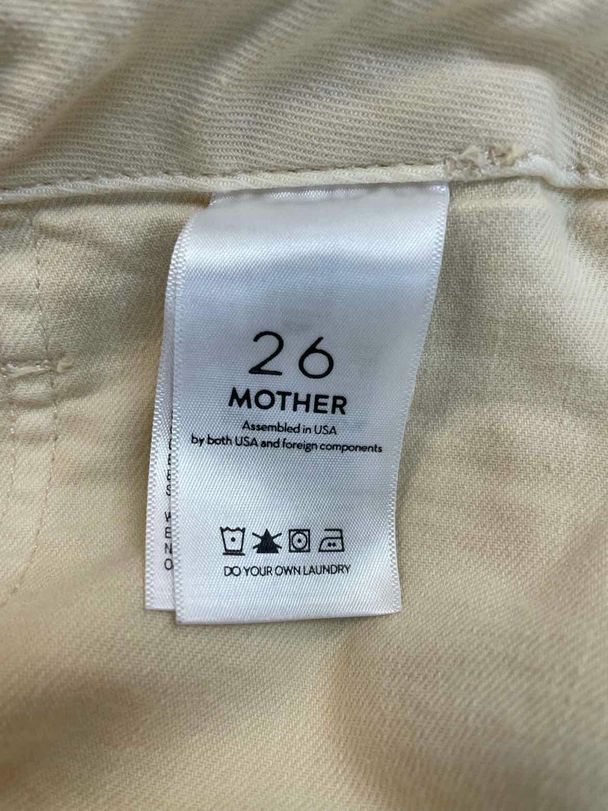 26
MOTHER
Assembled in USA
by both USA and foreign components
DO YOUR OWN LAUNDRY